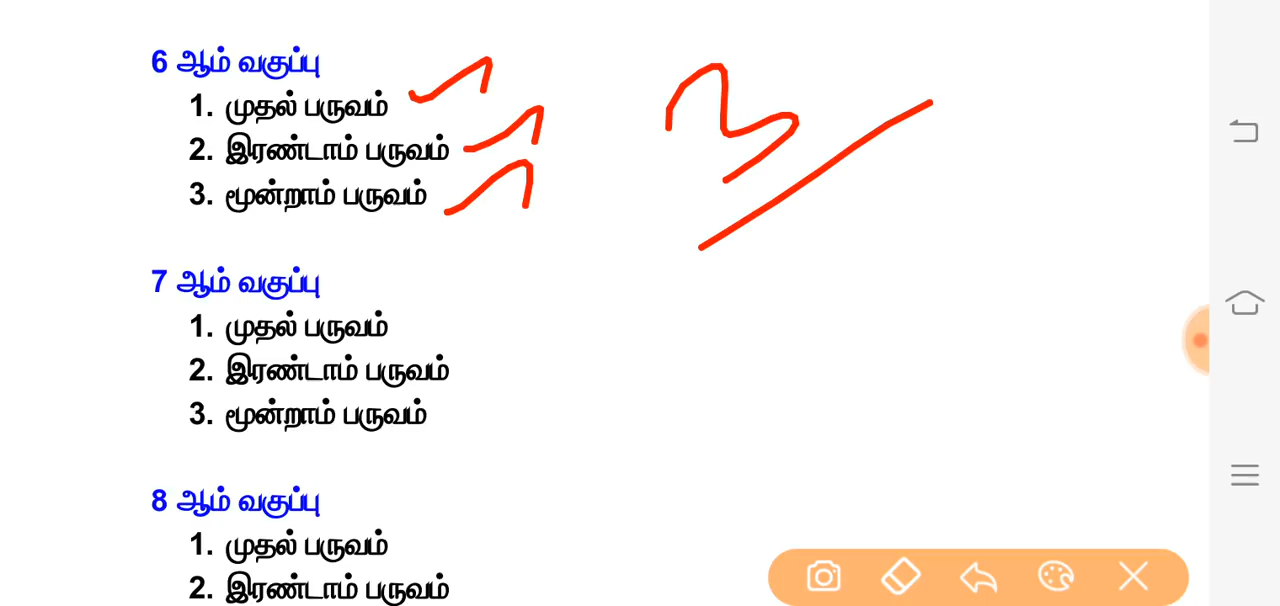 6 ஆம் வகுப்பு
1. முதல் பருவம்
2. இரண்டாம் பருவம்
3. மூன்றாம் பருவம்
3
7 ஆம் வகுப்பு
1. முதல் பருவம்
2. இரண்டாம் பருவம்
3. மூன்றாம் பருவம்
8 ஆம் வகுப்பு
1. முதல் பருவம்
2. இரண்டாம் பருவம்